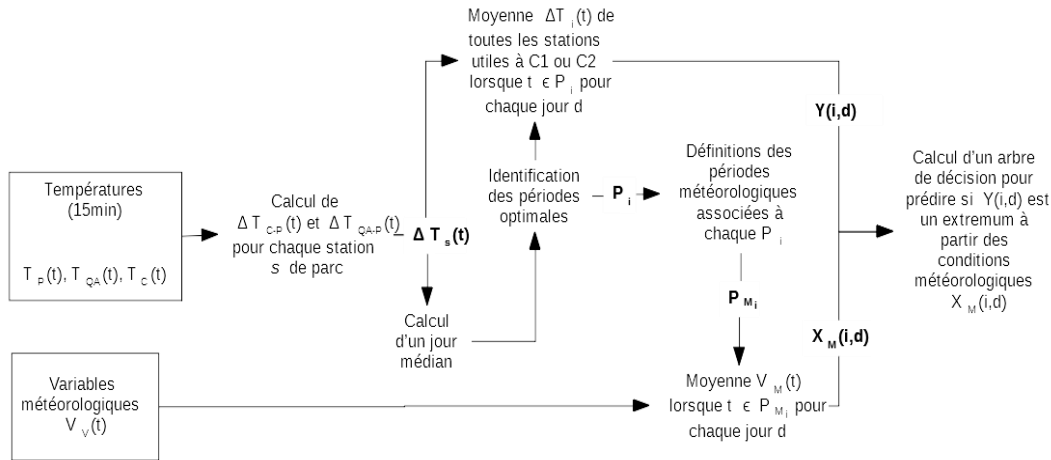 Températures
(15min)
T P(t), T QA(t), T C(t)
Variables
météorologiques
V V(t)
Calcul de
Δ T C-P(t) et Δ T QA-P(t)
pour chaque station
s de parc
Δ T s(t)
Calcul
d'un jour
médian
Moyenne ΔT i(t) de
toutes les stations
utiles à C1 ou C2
lorsque t ϵ P i pour
chaque jour d
Identification
des périodes
optimales
P i
Définitions des
périodes
météorologiques
associées à
chaque P i
P M i
Moyenne V M(t)
lorsque t ϵ P M i pour
chaque jour d
Y(i,d)
X M(i,d)
Calcul d'un arbre
de décision pour
prédire si Y(i,d) est
un extremum à
partir des
conditions
météorologiques
X M(i,d)